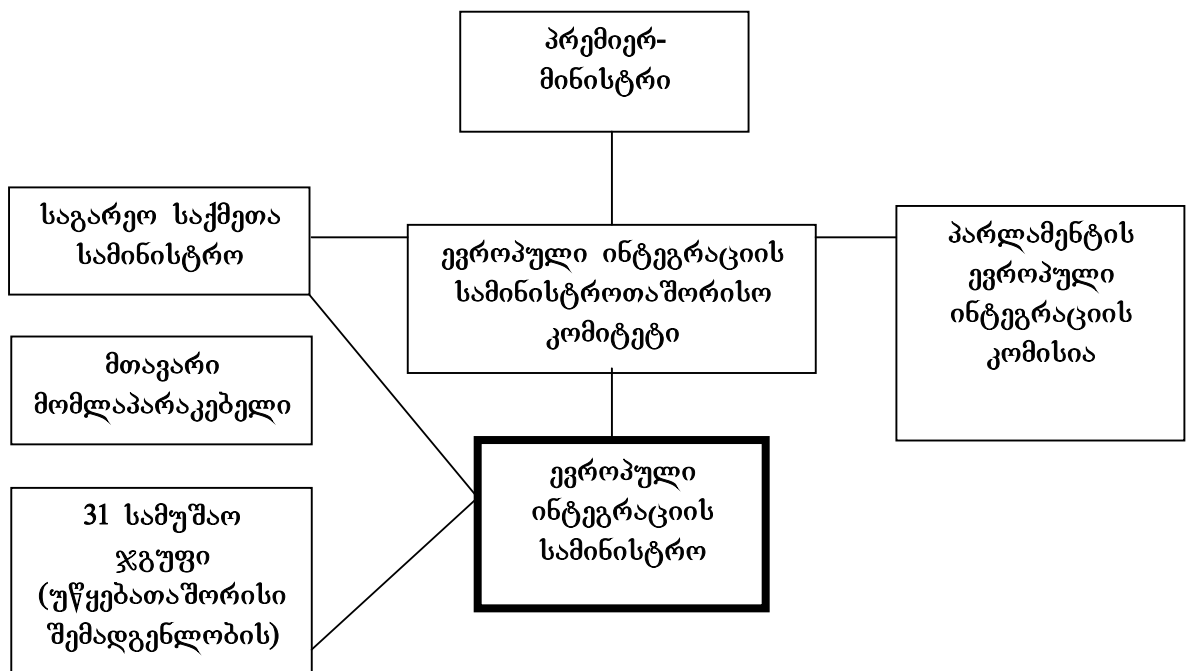 პრემიერ-
მინისტრი
საგარეო საქმეთა
სამინისტრო
ევროპული ინტეგრაციის
სამინისტროთაშორისო
კომიტეტი
პარლამენტის
ევროპული
ინტეგრაციის
კომისია
მთავარი
მომლაპარაკებელი
ევროპული
ინტეგრაციის
სამინისტრო
31 სამუშაო
ჯგუფი
(უწყებათაშორისი
შემადგენლობის)